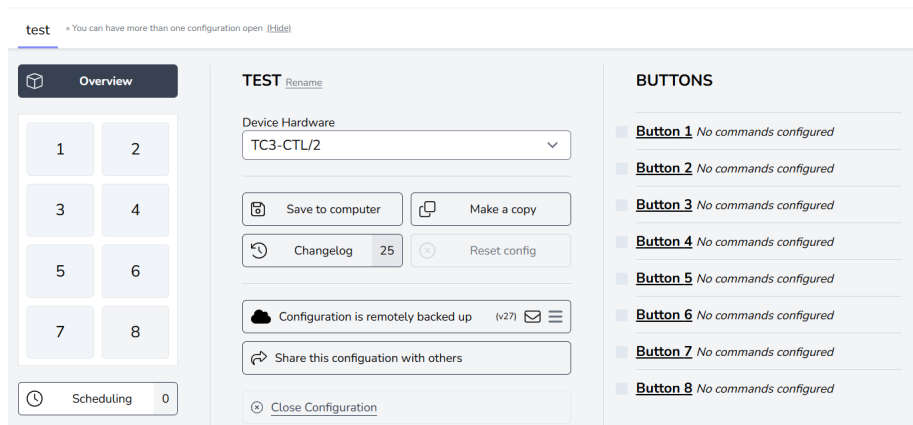 test
You can have more than one configuration open (Hide)
Overview
1
2
3
4
5
6
7
8
Scheduling 0
TEST Rename
Device Hardware
TC3-CTL/2
Save to computer
Make a copy
Changelog 25
Reset config
Configuration is remotely backed up (v27)
Share this configuation with others
Close Configuration
BUTTONS
Button 1 No commands configured
Button 2 No commands configured
Button 3 No commands configured
Button 4 No commands configured
Button 5 No commands configured
Button 6 No commands configured
Button 7 No commands configured
Button 8 No commands configured